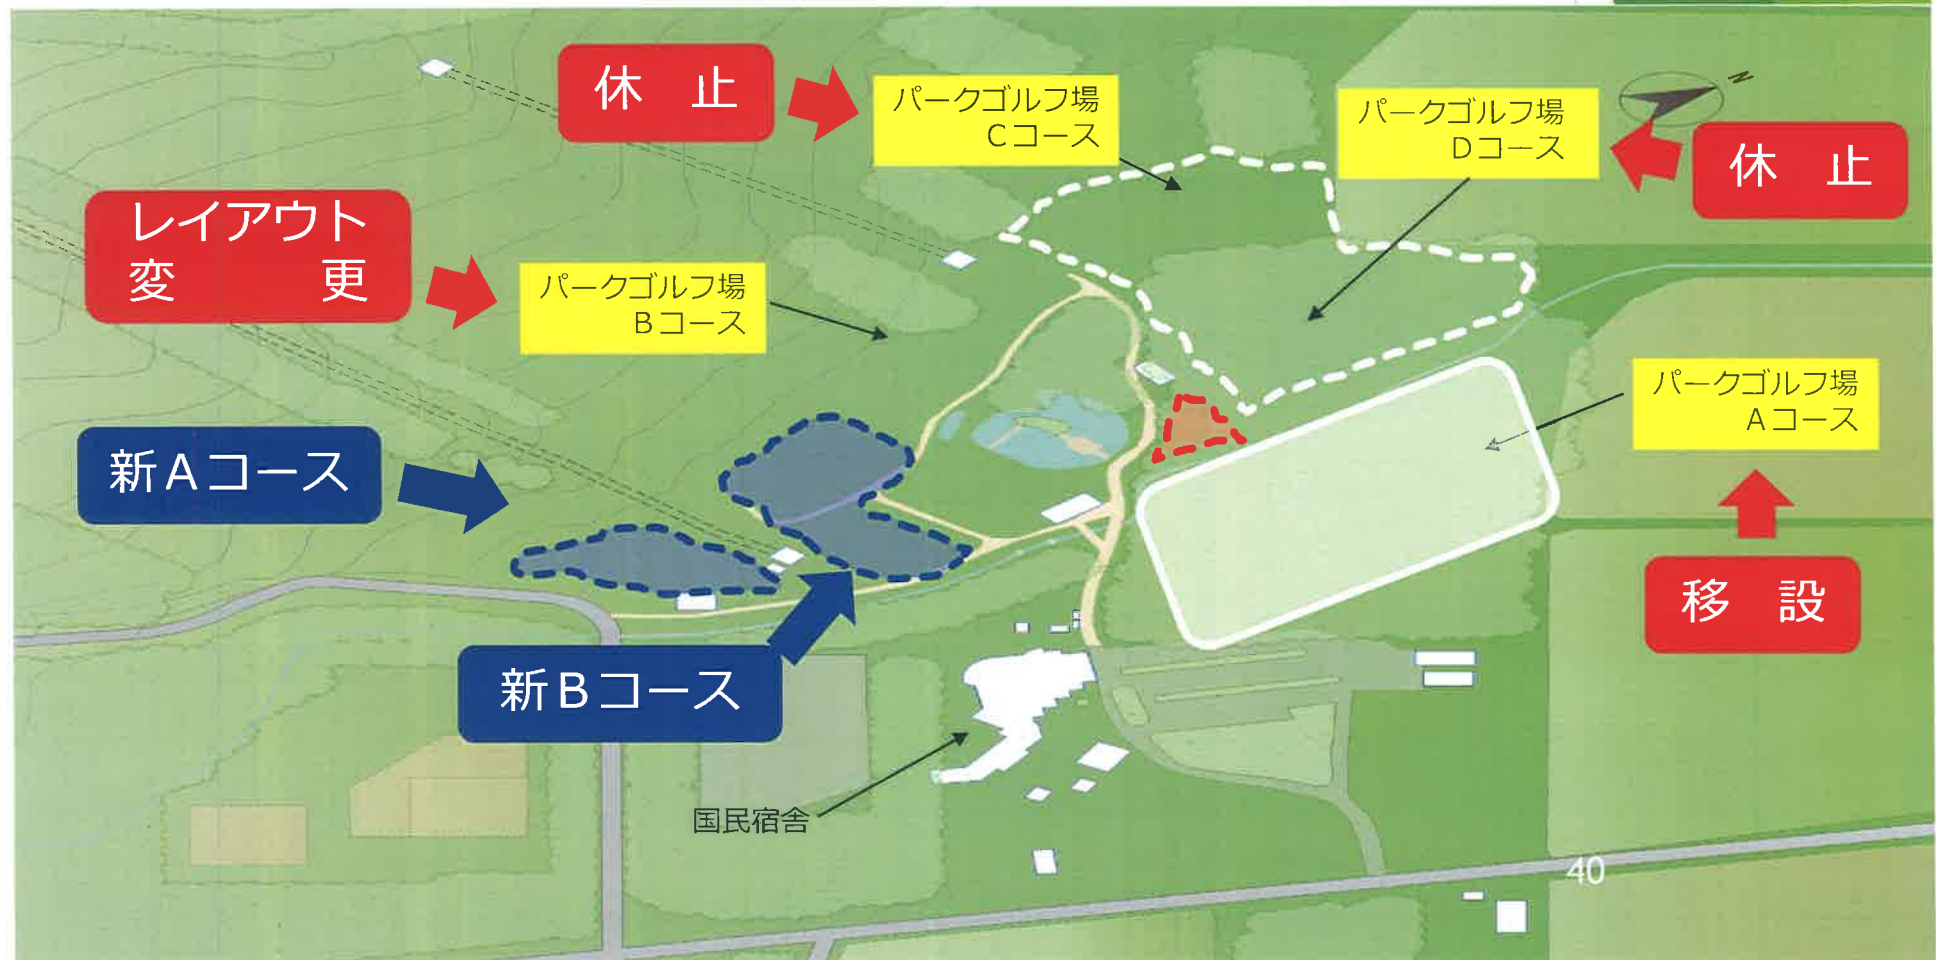 休 止
パークゴルフ場
Cコース
パークゴルフ場
Dコース
N
休 止
レイアウト
変 更
パークゴルフ場
Bコース
パークゴルフ場
Aコース
新Aコース
移 設
新Bコース
国民宿舎
40